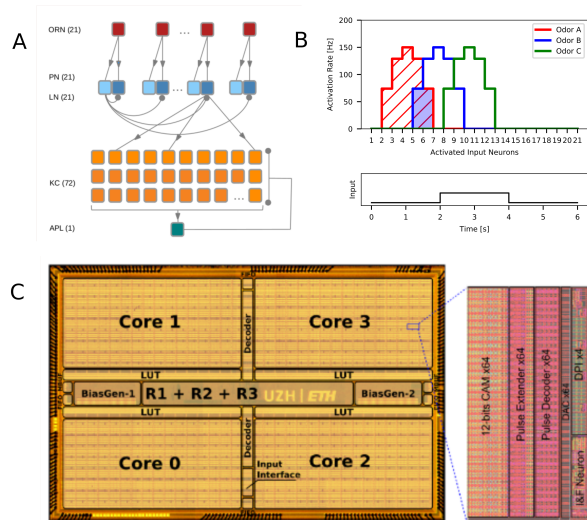 A
ORN (21)
...
PN (21)
LN (21)
...
KC (72)
...
APL (1)
B
Activation Rate [Hz]
200
150
100
50
0
Odor A
Odor B
Odor C
1 2 3 4 5 6 7 8 9 10 11 12 13 14 15 16 17 18 19 20 21
Activated Input Neurons
Input
0 1 2 3 4 5 6
Time [s]
C
Core 1
Decoder
Core 3
LUT
LUT
BiasGen-1
R1 + R2 + R3
UZH | ETH
BiasGen-2
LUT
LUT
Core 0
Decoder
Input
Interface
Core 2
12-bits CAM x64
Pulse Extender x64
Pulse Decoder x64
DAC x64
DPI x4
I&F Neuron